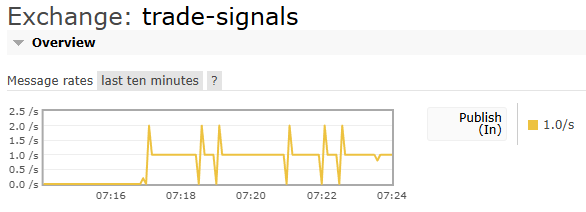 Exchange: trade-signals
Overview
Message rates last ten minutes ?
2.5 /s
2.0 /s
1.5 /s
1.0 /s
0.5 /s
0.0 /s
07:16 07:18 07:20 07:22 07:24
Publish
(In)
1.0/s